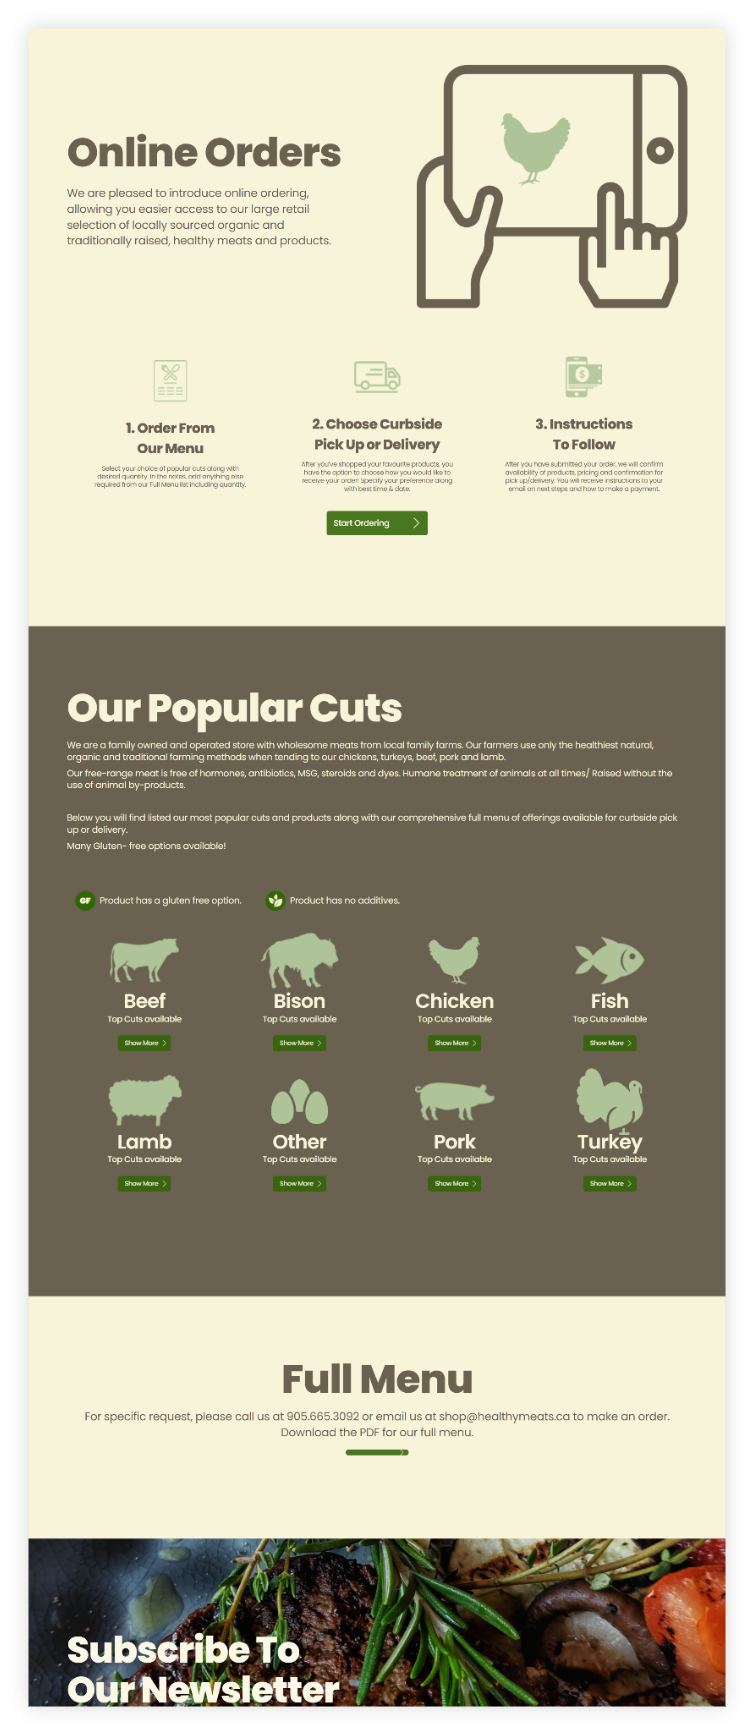 Online Orders
We are pleased to introduce online ordering,
allowing you easier access to our large retail
selection of locally sourced organic and
traditionally raised, healthy meats and products.
$
1. Order From
Our Menu
Select your choice of popular cuts along with
desired quantity. In the notes, add anything else
required from our Full Menu list including quantity.
2. Choose Curbside
Pick Up or Delivery
After you've shopped your favourite products, you
have the option to choose how you would like to
receive your order. Specify your preference along
with best time & date.
3. Instructions
To Follow
After you have submitted your order, we will confirm
availability of products, pricing and confirmation for
pick up/delivery. You will receive instructions to your
email on next steps and how to make a payment.
Start Ordering
Our Popular Cuts
We are a family owned and operated store with wholesome meats from local family farms. Our farmers use only the healthiest natural,
organic and traditional farming methods when tending to our chickens, turkeys, beef, pork and lamb.
Our free-range meat is free of hormones, antibiotics, MSG, steroids and dyes. Humane treatment of animals at all times/ Raised without the
use of animal by-products.
Below you will find listed our most popular cuts and products along with our comprehensive full menu of offerings available for curbside pick
up or delivery.
Many Gluten- free options available!
GF Product has a gluten free option.
Product has no additives.
Beef
Top Cuts available
Show More
Bison
Top Cuts available
Show More
Chicken
Top Cuts available
Show More
Fish
Top Cuts available
Show More
Lamb
Top Cuts available
Show More
Other
Top Cuts available
Show More
Pork
Top Cuts available
Show More
Turkey
Top Cuts available
Show More
Full Menu
For specific request, please call us at 905.665.3092 or email us at shop@healthymeats.ca to make an order.
Download the PDF for our full menu.
Subscribe To
Our Newsletter